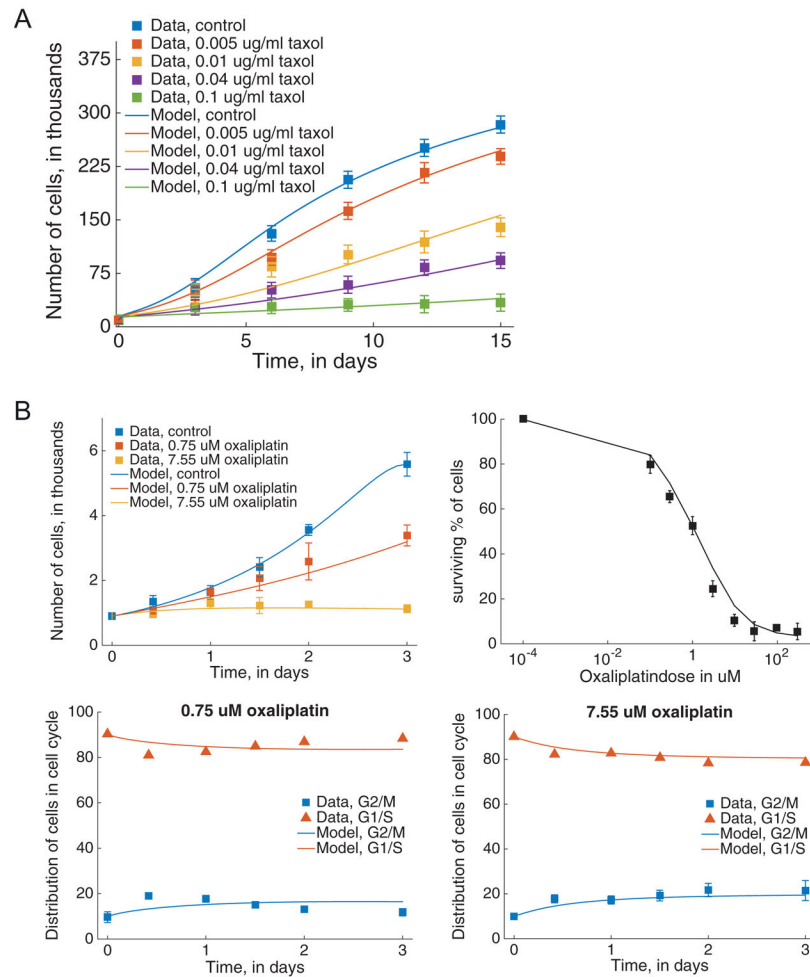 A
Data, control
Data, 0.005 ug/ml taxol
Data, 0.01 ug/ml taxol
Data, 0.04 ug/ml taxol
Data, 0.1 ug/ml taxol
Model, control
Model, 0.005 ug/ml taxol
Model, 0.01 ug/ml taxol
Model, 0.04 ug/ml taxol
Model, 0.1 ug/ml taxol
Number of cells, in thousands
375
300
225
150
75
0
0 5 10 15
Time, in days
B
Data, control
Data, 0.75 uM oxaliplatin
Data, 7.55 uM oxaliplatin
Model, control
Model, 0.75 uM oxaliplatin
Model, 7.55 uM oxaliplatin
Number of cells, in thousands
6
4
2
0
0 1 2 3
Time, in days
surviving % of cells
100
80
60
40
20
0
10-4 10-2 1 102
Oxaliplatindose in uM
0.75 uM oxaliplatin
Distribution of cells in cell cycle
100
80
60
40
20
0
Data, G2/M
Data, G1/S
Model, G2/M
Model, G1/S
0 1 2 3
Time, in days
7.55 uM oxaliplatin
Distribution of cells in cell cycle
100
80
60
40
20
0
Data, G2/M
Data, G1/S
Model, G2/M
Model, G1/S
0 1 2 3
Time, in days